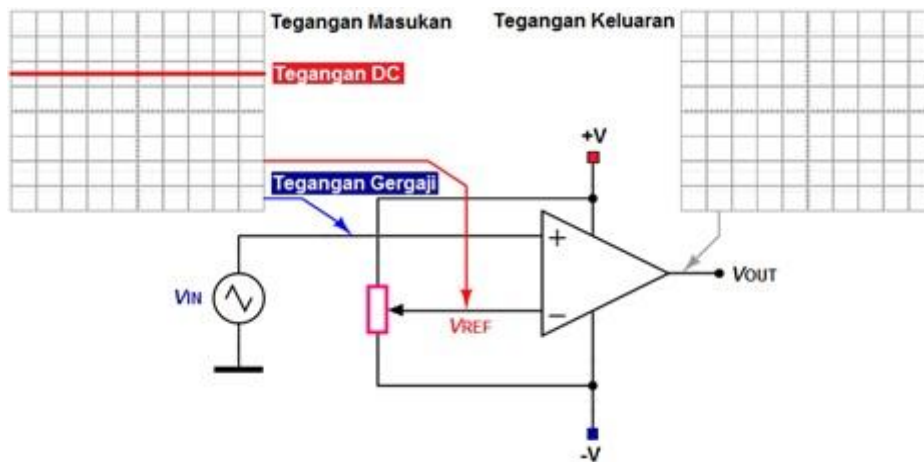 Tegangan Masukan
Tegangan Keluaran
Tegangan DC
+V
Tegangan Gergaji
+
VIN
VOUT
VREF
−
-V